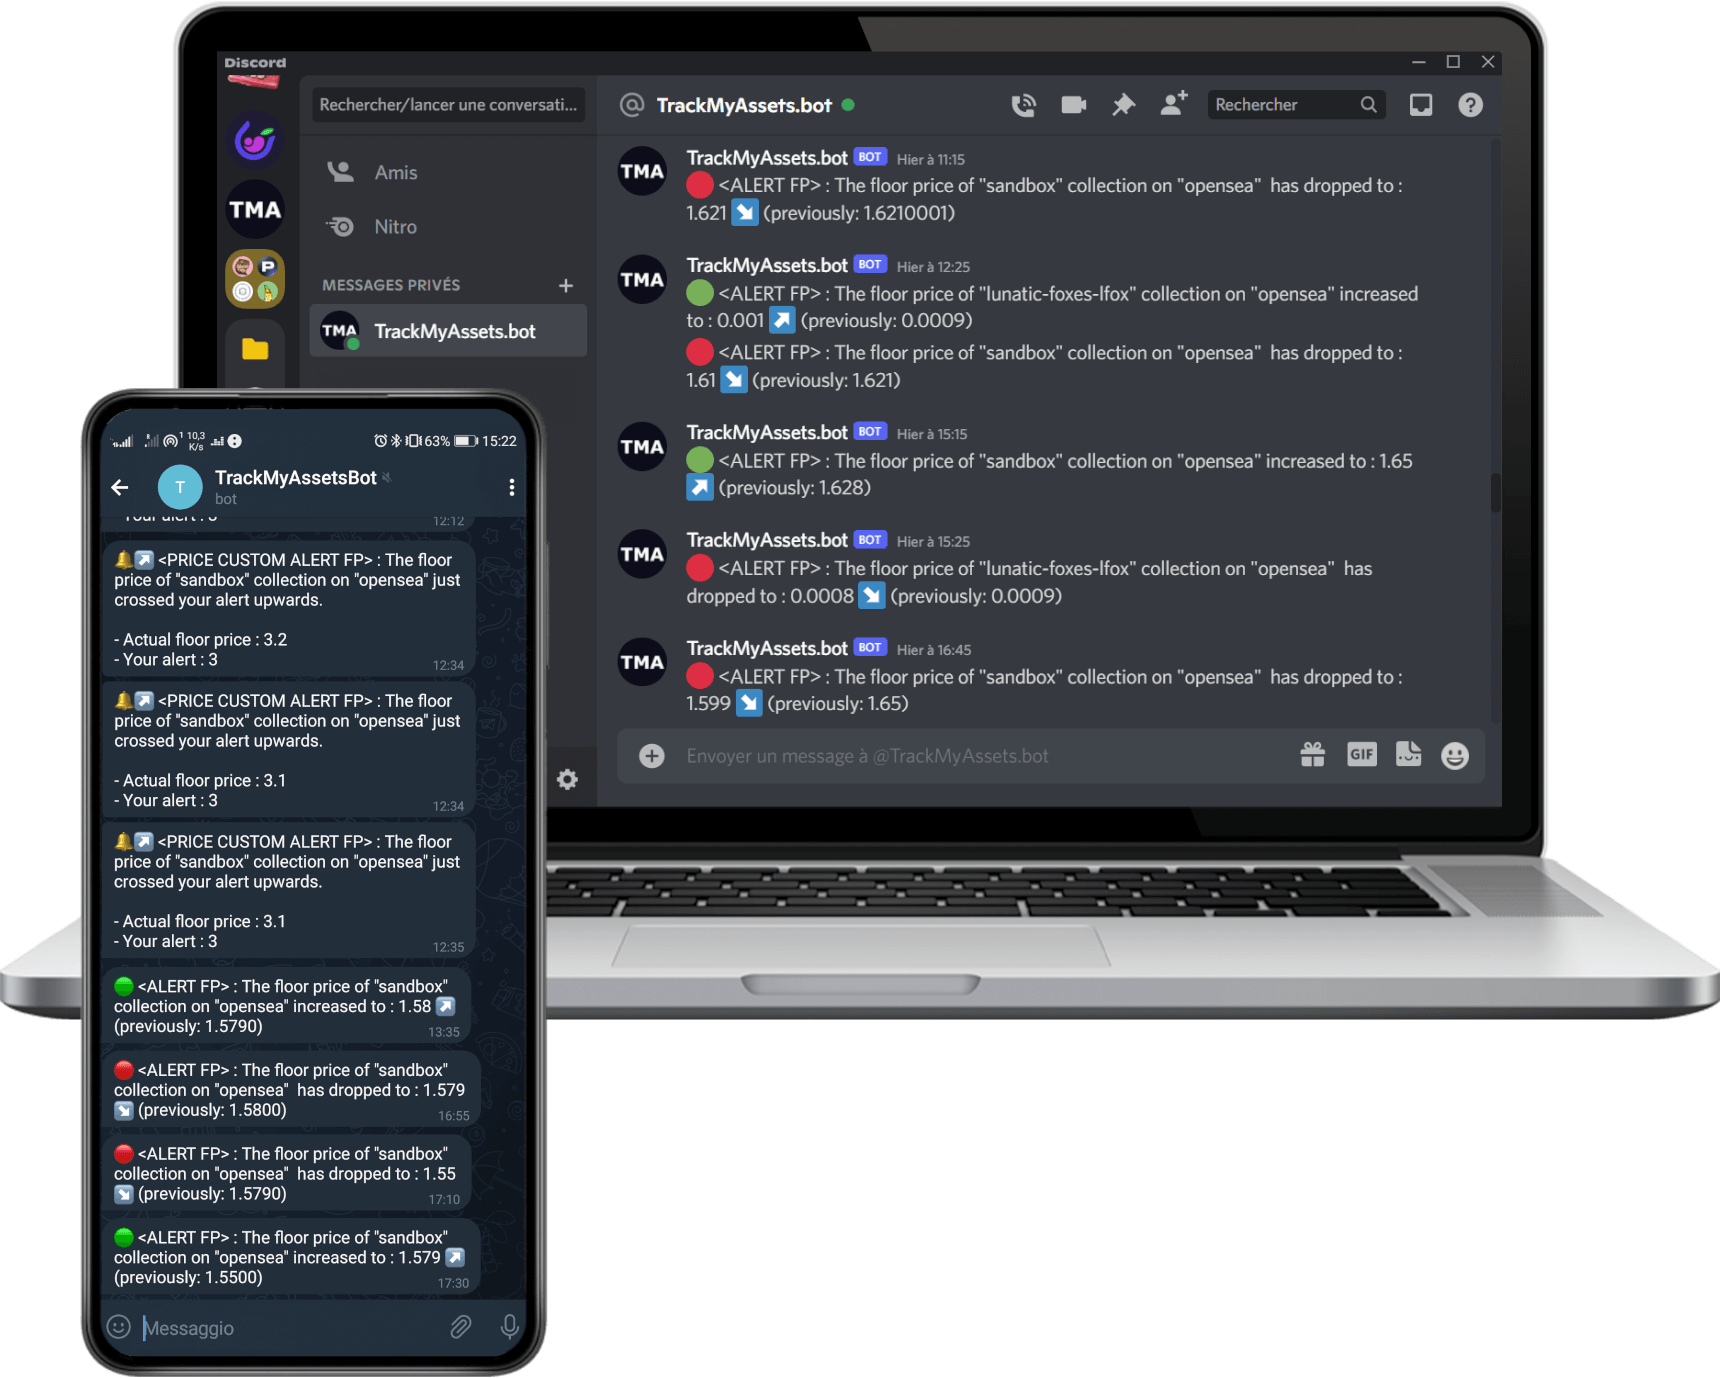 Discord
Rechercher/lancer une conversati...
TMA
P
Amis
Nitro
MESSAGES PRIVÉS
TMA TrackMyAssets.bot
@ TrackMyAssets.bot
Rechercher
?
TMA
TrackMyAssets.bot BOT Hier à 11:15
<ALERT FP> : The floor price of "sandbox" collection on "opensea" has dropped to :
1.621 (previously: 1.6210001)
TMA
TrackMyAssets.bot BOT Hier à 12:25
<ALERT FP> : The floor price of "lunatic-foxes-lfox" collection on "opensea" increased
to : 0.001 (previously: 0.0009)
<ALERT FP> : The floor price of "sandbox" collection on "opensea" has dropped to :
1.61 (previously: 1.621)
TMA
TrackMyAssets.bot BOT Hier à 15:15
<ALERT FP> : The floor price of "sandbox" collection on "opensea" increased to : 1.65
(previously: 1.628)
TMA
TrackMyAssets.bot BOT Hier à 15:25
<ALERT FP> : The floor price of "lunatic-foxes-lfox" collection on "opensea" has
dropped to : 0.0008 (previously: 0.0009)
TMA
TrackMyAssets.bot BOT Hier à 16:45
<ALERT FP> : The floor price of "sandbox" collection on "opensea" has dropped to :
1.599 (previously: 1.65)
Envoyer un message à @TrackMyAssets.bot
GIF
10,3
K/s
63% 15:22
T
TrackMyAssetsBot
bot
- Your alert : 3
12:12
<PRICE CUSTOM ALERT FP> : The floor
price of "sandbox" collection on "opensea" just
crossed your alert upwards.
- Actual floor price : 3.2
- Your alert : 3
12:34
<PRICE CUSTOM ALERT FP> : The floor
price of "sandbox" collection on "opensea" just
crossed your alert upwards.
- Actual floor price : 3.1
- Your alert : 3
12:34
<PRICE CUSTOM ALERT FP> : The floor
price of "sandbox" collection on "opensea" just
crossed your alert upwards.
- Actual floor price : 3.1
- Your alert : 3
12:35
<ALERT FP> : The floor price of "sandbox"
collection on "opensea" increased to : 1.58
(previously: 1.5790)
13:35
<ALERT FP> : The floor price of "sandbox"
collection on "opensea" has dropped to : 1.579
(previously: 1.5800)
16:55
<ALERT FP> : The floor price of "sandbox"
collection on "opensea" has dropped to : 1.55
(previously: 1.5790)
17:10
<ALERT FP> : The floor price of "sandbox"
collection on "opensea" increased to : 1.579
(previously: 1.5500)
17:30
Messaggio